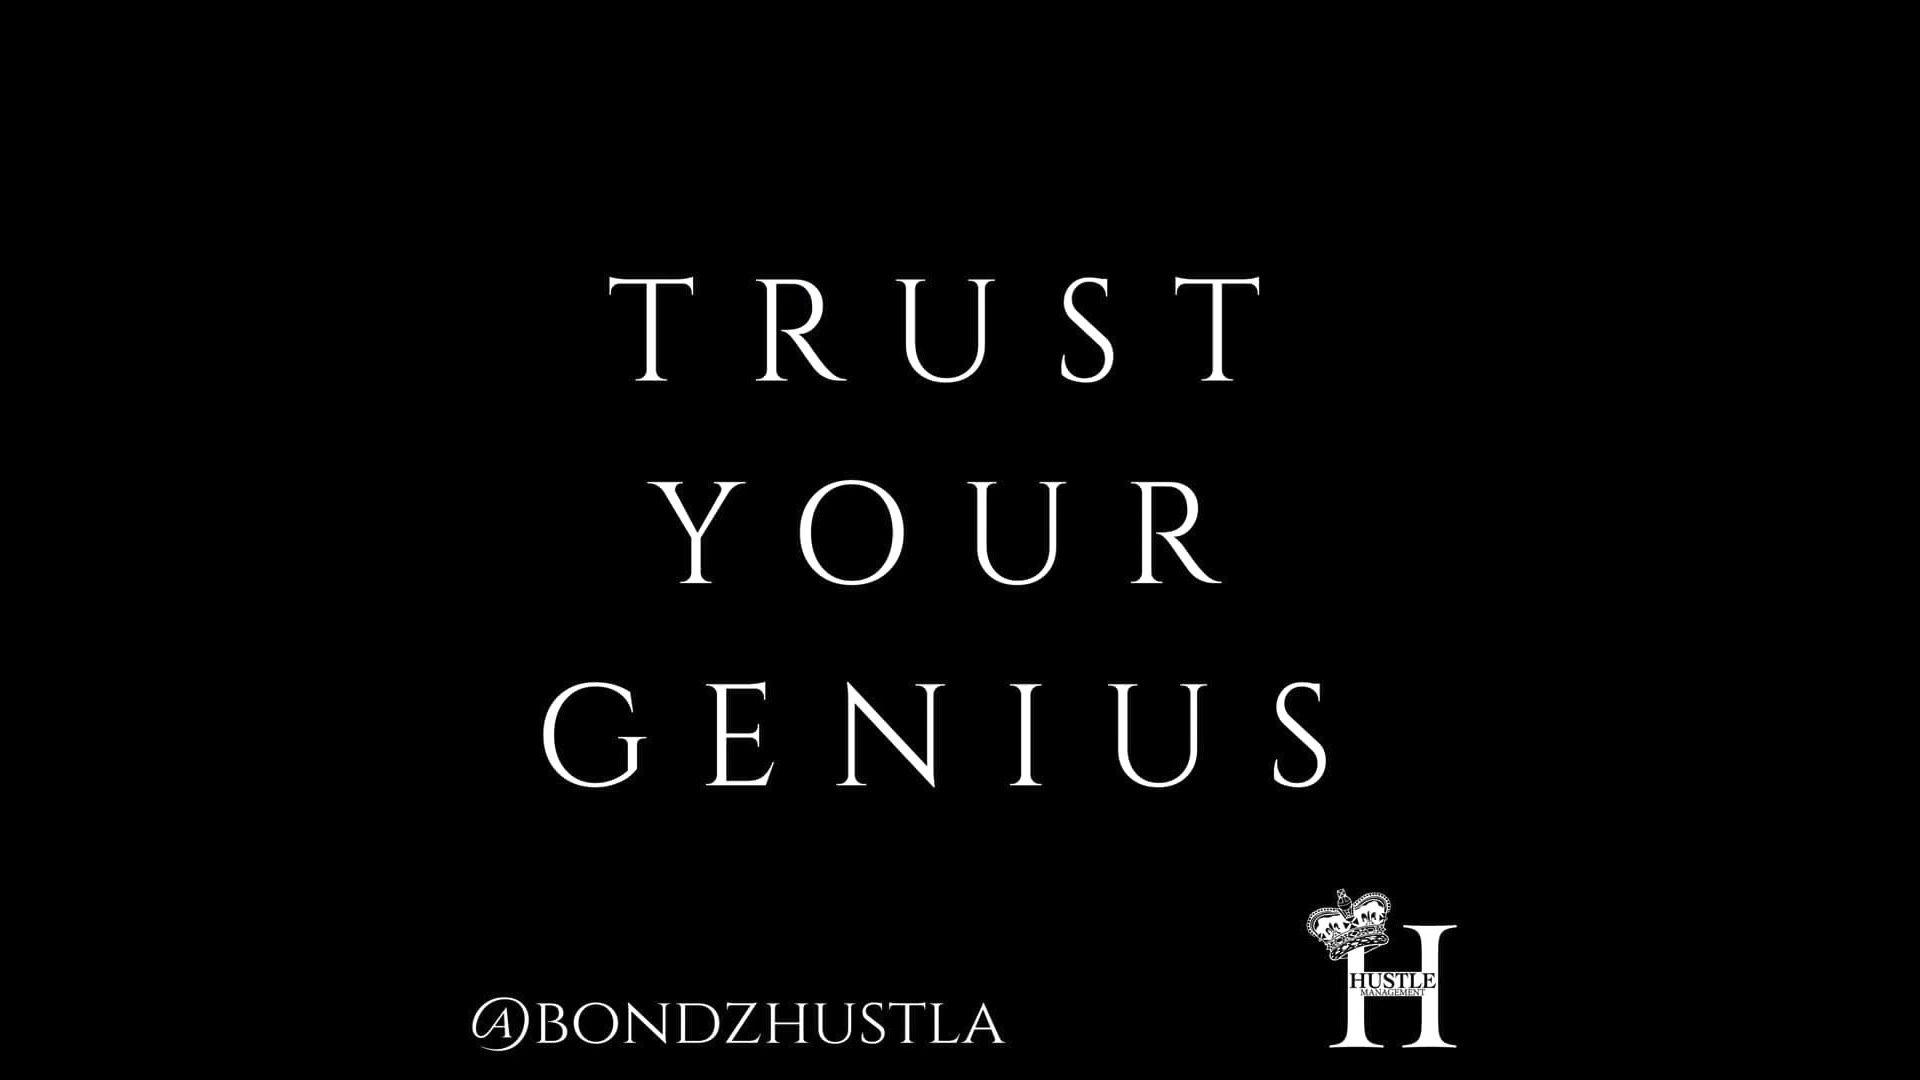 TRUST
YOUR
GENIUS
@BONDZHUSTLA
H
HUSTLE
MANAGEMENT